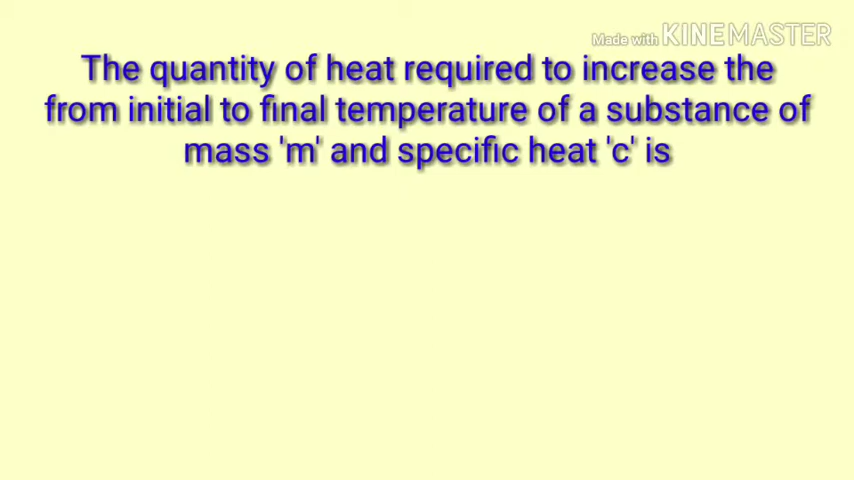 Made with KINEMASTER
The quantity of heat required to increase the
from initial to final temperature of a substance of
mass 'm' and specific heat 'c' is